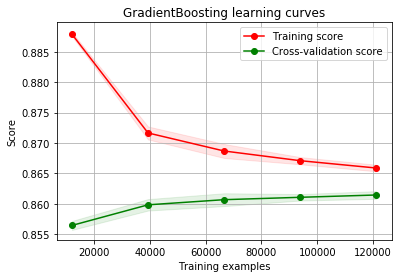 GradientBoosting learning curves
Training score
Cross-validation score
0.885
0.880
0.875
0.870
0.865
0.860
0.855
Score
20000 40000 60000 80000 100000 120000
Training examples